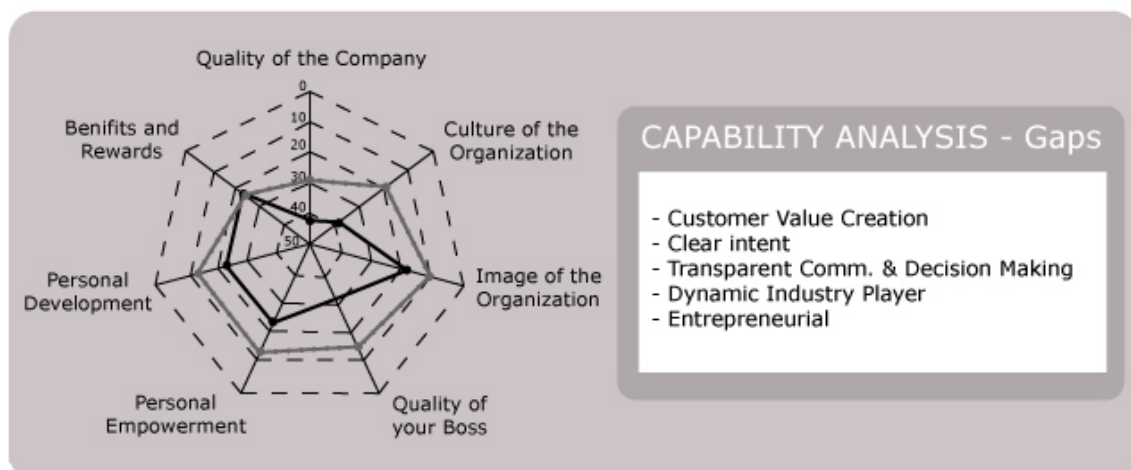 Quality of the Company
0
10
20
30
40
50
Benifits and
Rewards
Culture of the
Organization
Personal
Development
Image of the
Organization
Personal
Empowerment
Quality of
your Boss
CAPABILITY ANALYSIS - Gaps
- Customer Value Creation
- Clear intent
- Transparent Comm. & Decision Making
- Dynamic Industry Player
- Entrepreneurial